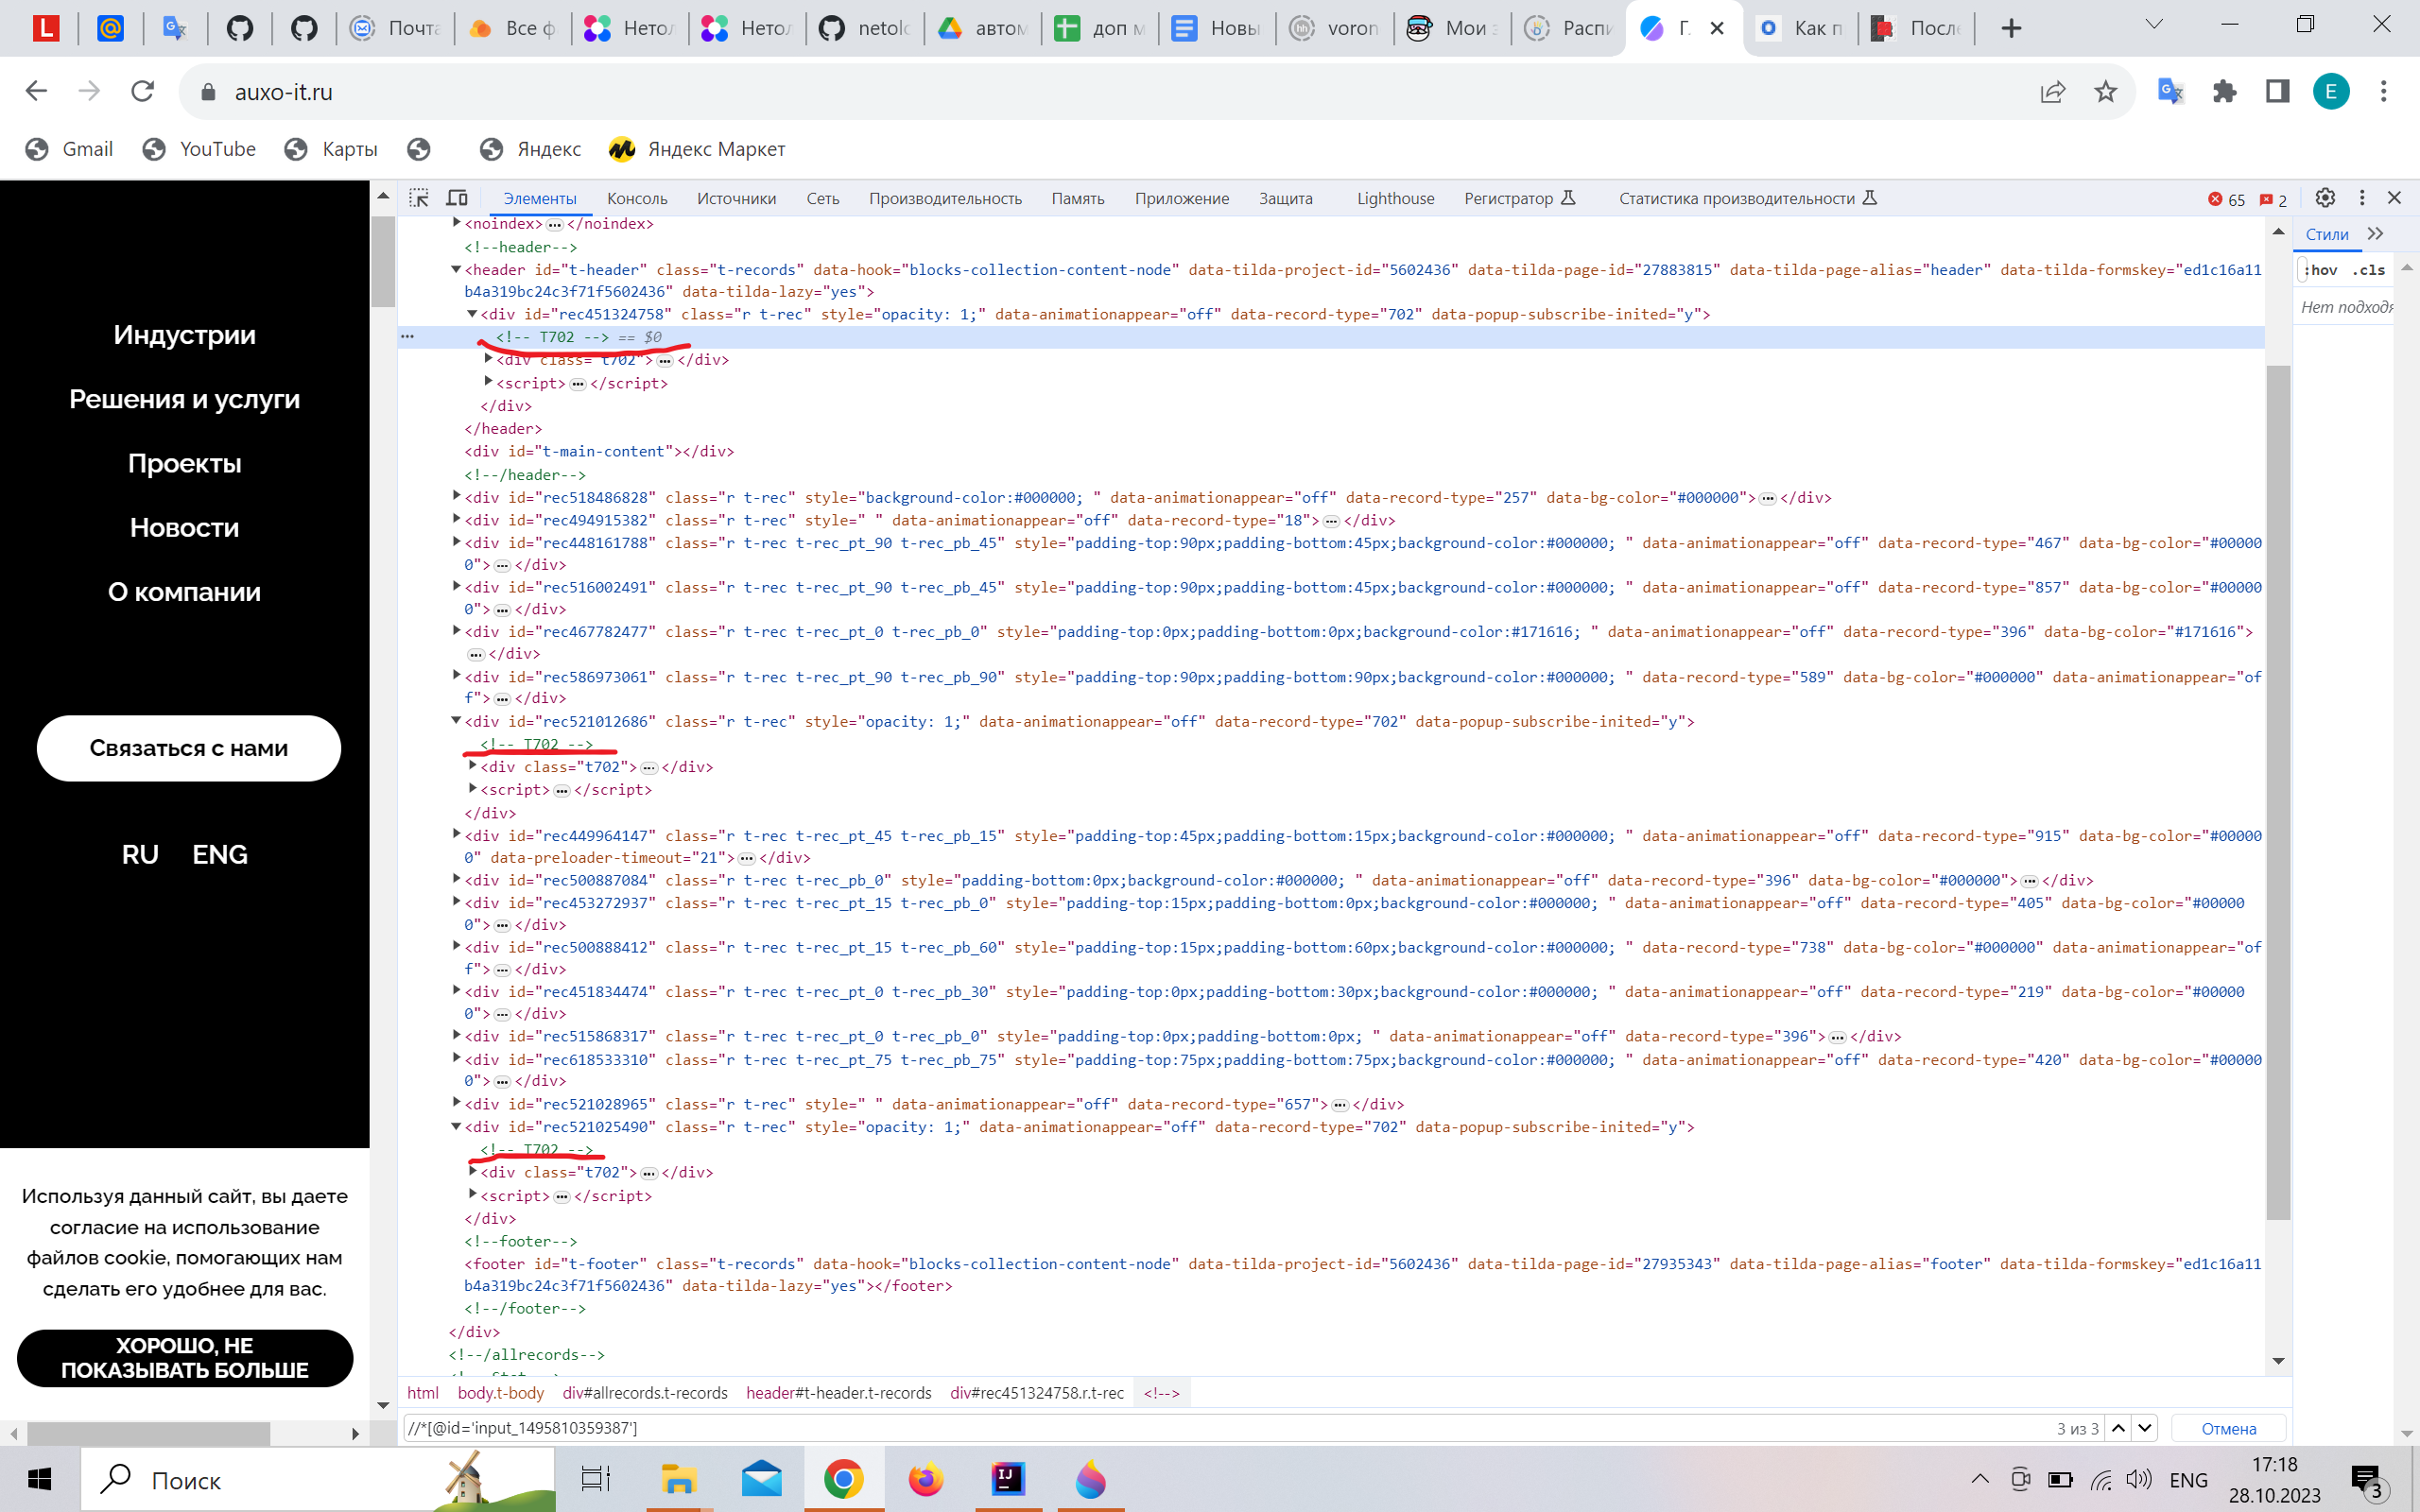 Почта
Все ф
Нетол
Нетол
netolo
автом
доп м
Новы
voron
Мои з
Распи
Г.
Как п
После
auxo-it.ru
E
Gmail
YouTube
Карты
Яндекс
Яндекс Маркет
Индустрии
Решения и услуги
Проекты
Новости
О компании
Связаться с нами
RU ENG
Используя данный сайт, вы даете
согласие на использование
файлов cookie, помогающих нам
сделать его удобнее для вас.
ХОРОШО, НЕ
ПОКАЗЫВАТЬ БОЛЬШЕ
Элементы Консоль Источники Сеть Производительность Память Приложение Защита Lighthouse Регистратор Статистика производительности 65 2
<noindex>…</noindex>
<!--header-->
<header id="t-header" class="t-records" data-hook="blocks-collection-content-node" data-tilda-project-id="5602436" data-tilda-page-id="27883815" data-tilda-page-alias="header" data-tilda-formskey="ed1c16a11
b4a319bc24c3f71f5602436" data-tilda-lazy="yes">
<div id="rec451324758" class="r t-rec" style="opacity: 1;" data-animationappear="off" data-record-type="702" data-popup-subscribe-inited="y">
<!-- T702 --> == $0
<div class="t702">…</div>
<script>…</script>
</div>
</header>
<div id="t-main-content"></div>
<!--/header-->
<div id="rec518486828" class="r t-rec" style="background-color:#000000; " data-animationappear="off" data-record-type="257" data-bg-color="#000000">…</div>
<div id="rec494915382" class="r t-rec" style=" " data-animationappear="off" data-record-type="18">…</div>
<div id="rec448161788" class="r t-rec t-rec_pt_90 t-rec_pb_45" style="padding-top:90px;padding-bottom:45px;background-color:#000000; " data-animationappear="off" data-record-type="467" data-bg-color="#00000
0">…</div>
<div id="rec516002491" class="r t-rec t-rec_pt_90 t-rec_pb_45" style="padding-top:90px;padding-bottom:45px;background-color:#000000; " data-animationappear="off" data-record-type="857" data-bg-color="#00000
0">…</div>
<div id="rec467782477" class="r t-rec t-rec_pt_0 t-rec_pb_0" style="padding-top:0px;padding-bottom:0px;background-color:#171616; " data-animationappear="off" data-record-type="396" data-bg-color="#171616">
…</div>
<div id="rec586973061" class="r t-rec t-rec_pt_90 t-rec_pb_90" style="padding-top:90px;padding-bottom:90px;background-color:#000000; " data-record-type="589" data-bg-color="#000000" data-animationappear="of
f">…</div>
<div id="rec521012686" class="r t-rec" style="opacity: 1;" data-animationappear="off" data-record-type="702" data-popup-subscribe-inited="y">
<!-- T702 -->
<div class="t702">…</div>
<script>…</script>
</div>
<div id="rec449964147" class="r t-rec t-rec_pt_45 t-rec_pb_15" style="padding-top:45px;padding-bottom:15px;background-color:#000000; " data-animationappear="off" data-record-type="915" data-bg-color="#00000
0" data-preloader-timeout="21">…</div>
<div id="rec500887084" class="r t-rec t-rec_pb_0" style="padding-bottom:0px;background-color:#000000; " data-animationappear="off" data-record-type="396" data-bg-color="#000000">…</div>
<div id="rec453272937" class="r t-rec t-rec_pt_15 t-rec_pb_0" style="padding-top:15px;padding-bottom:0px;background-color:#000000; " data-animationappear="off" data-record-type="405" data-bg-color="#00000
0">…</div>
<div id="rec500888412" class="r t-rec t-rec_pt_15 t-rec_pb_60" style="padding-top:15px;padding-bottom:60px;background-color:#000000; " data-record-type="738" data-bg-color="#000000" data-animationappear="of
f">…</div>
<div id="rec451834474" class="r t-rec t-rec_pt_0 t-rec_pb_30" style="padding-top:0px;padding-bottom:30px;background-color:#000000; " data-animationappear="off" data-record-type="219" data-bg-color="#00000
0">…</div>
<div id="rec515868317" class="r t-rec t-rec_pt_0 t-rec_pb_0" style="padding-top:0px;padding-bottom:0px; " data-animationappear="off" data-record-type="396">…</div>
<div id="rec618533310" class="r t-rec t-rec_pt_75 t-rec_pb_75" style="padding-top:75px;padding-bottom:75px;background-color:#000000; " data-animationappear="off" data-record-type="420" data-bg-color="#00000
0">…</div>
<div id="rec521028965" class="r t-rec" style=" " data-animationappear="off" data-record-type="657">…</div>
<div id="rec521025490" class="r t-rec" style="opacity: 1;" data-animationappear="off" data-record-type="702" data-popup-subscribe-inited="y">
<!-- T702 -->
<div class="t702">…</div>
<script>…</script>
</div>
<!--footer-->
<footer id="t-footer" class="t-records" data-hook="blocks-collection-content-node" data-tilda-project-id="5602436" data-tilda-page-id="27935343" data-tilda-page-alias="footer" data-tilda-formskey="ed1c16a11
b4a319bc24c3f71f5602436" data-tilda-lazy="yes"></footer>
<!--/footer-->
</div>
<!--/allrecords-->
html body.t-body div#allrecords.t-records header#t-header.t-records div#rec451324758.r.t-rec <!-->
//*[@id='input_1495810359387'] 3 из 3 Отмена
Стили
:hov .cls
Нет подходя
Поиск
ENG
17:18
28.10.2023
3